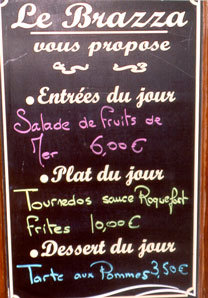 Le Brazza
vous propose
•Entrées du jour
Salade de fruits de
Mer 6,00€
•Plat du jour
Tournedos sauce Roquefort
Frites 10,00€
•Dessert du jour
Tarte aux Pommes 3,50€